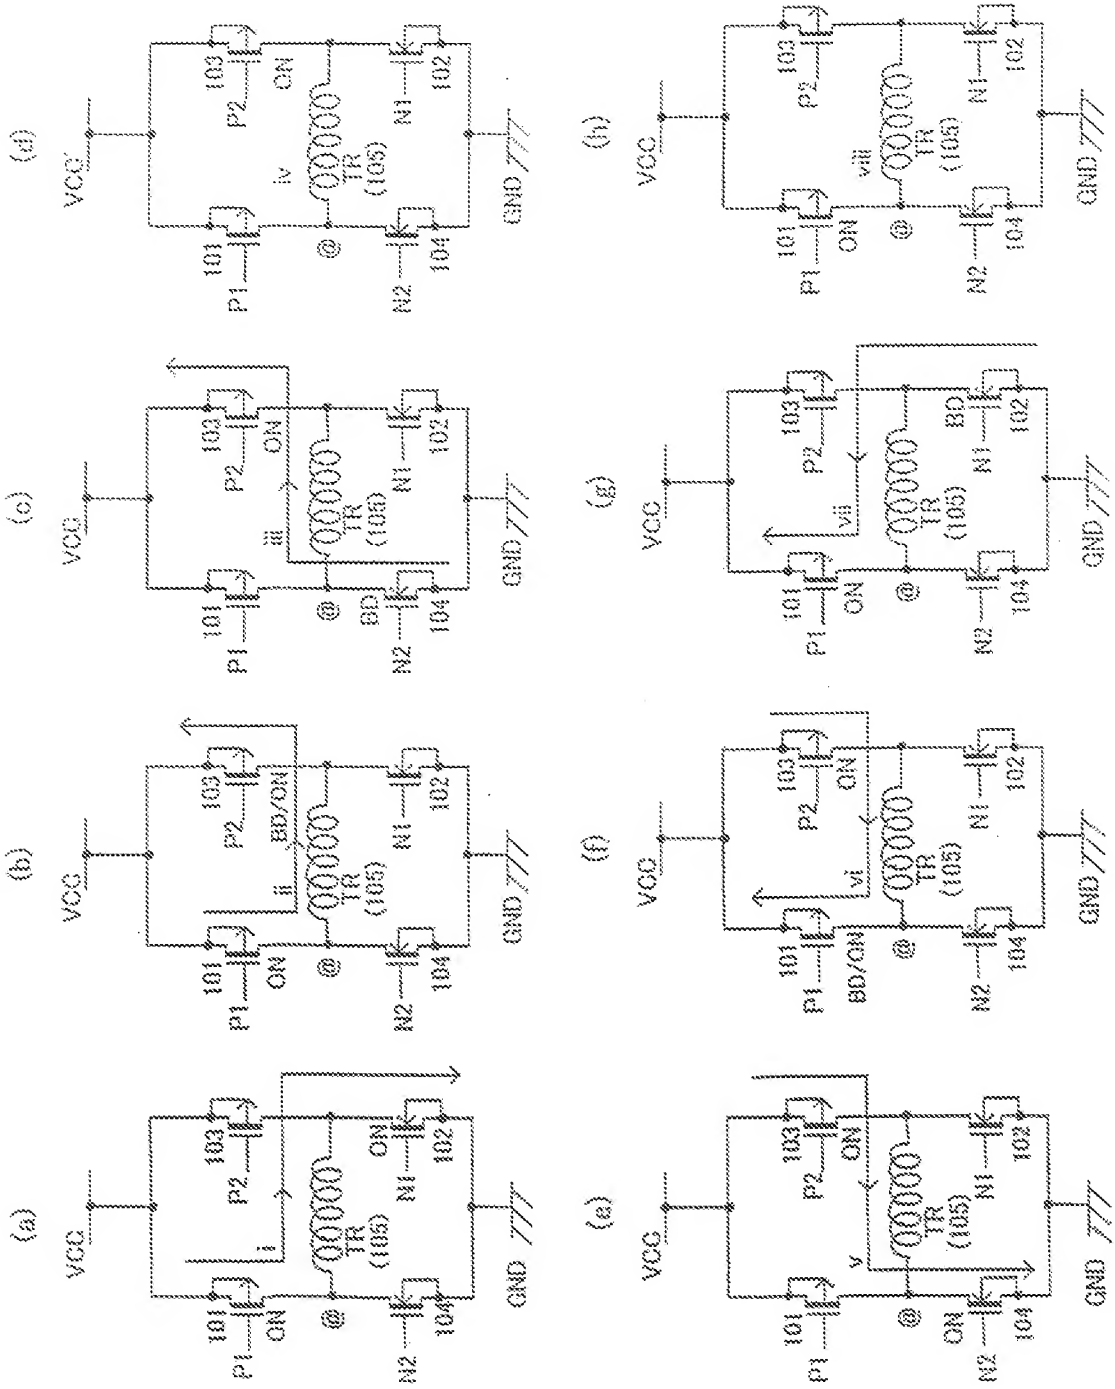 (a)
VCC
101
P1
ON
103
P2
i
@
TR
(105)
ON
N2
104
N1
102
GND
(b)
VCC
101
P1
ON
103
P2
BD/ON
ii
@
TR
(105)
N2
104
N1
102
GND
(c)
VCC
101
P1
103
P2
ON
iii
@
TR
(105)
BD
N2
104
N1
102
GND
(d)
VCC
101
P1
103
P2
ON
iv
@
TR
(105)
N2
104
N1
102
GND
(e)
VCC
101
P1
103
P2
ON
v
@
TR
(105)
ON
N2
104
N1
102
GND
(f)
VCC
101
P1
BD/ON
103
P2
ON
vi
@
TR
(105)
N2
104
N1
102
GND
(g)
VCC
101
P1
ON
103
P2
vii
@
TR
(105)
BD
N2
104
N1
102
GND
(h)
VCC
101
P1
ON
103
P2
viii
@
TR
(105)
N2
104
N1
102
GND